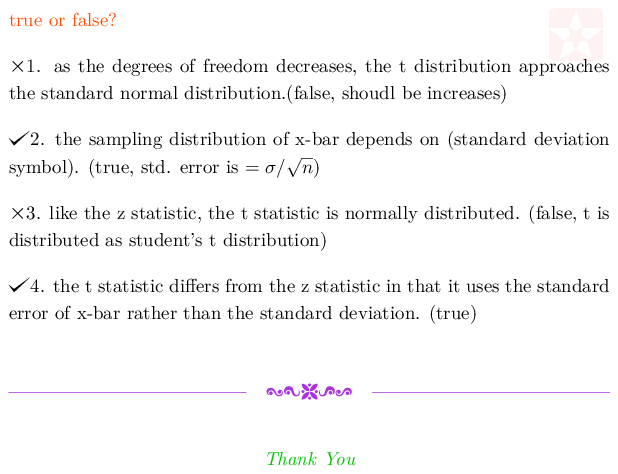 true or false?
×1. as the degrees of freedom decreases, the t distribution approaches
the standard normal distribution.(false, shoudl be increases)
✓2. the sampling distribution of x-bar depends on (standard deviation
symbol). (true, std. error is = σ/√n)
×3. like the z statistic, the t statistic is normally distributed. (false, t is
distributed as student's t distribution)
✓4. the t statistic differs from the z statistic in that it uses the standard
error of x-bar rather than the standard deviation. (true)
Thank You